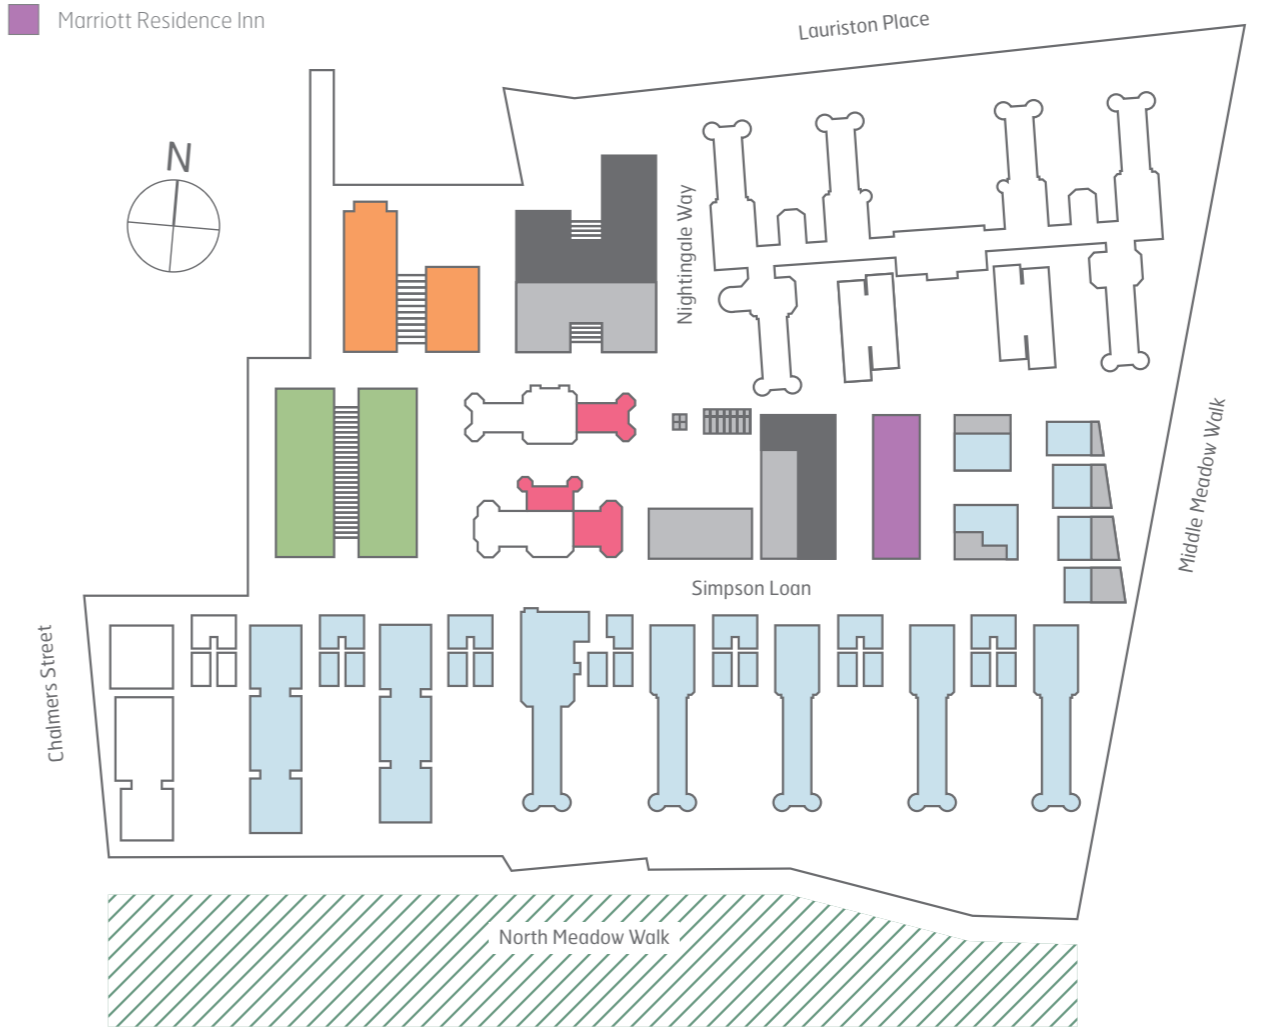 Marriott Residence Inn
Lauriston Place
N
Nightingale Way
Middle Meadow Walk
Simpson Loan
Chalmers Street
North Meadow Walk